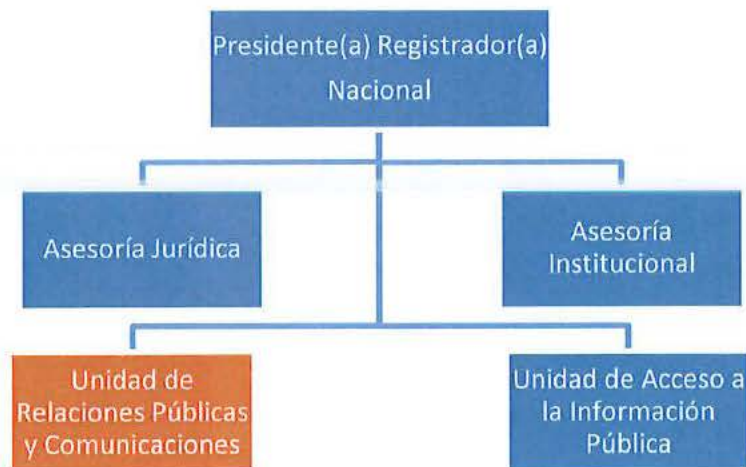 Presidente(a) Registrador(a)
Nacional
Asesoría Jurídica
Asesoría
Institucional
Unidad de
Relaciones Públicas
y Comunicaciones
Unidad de Acceso a
la Información
Pública